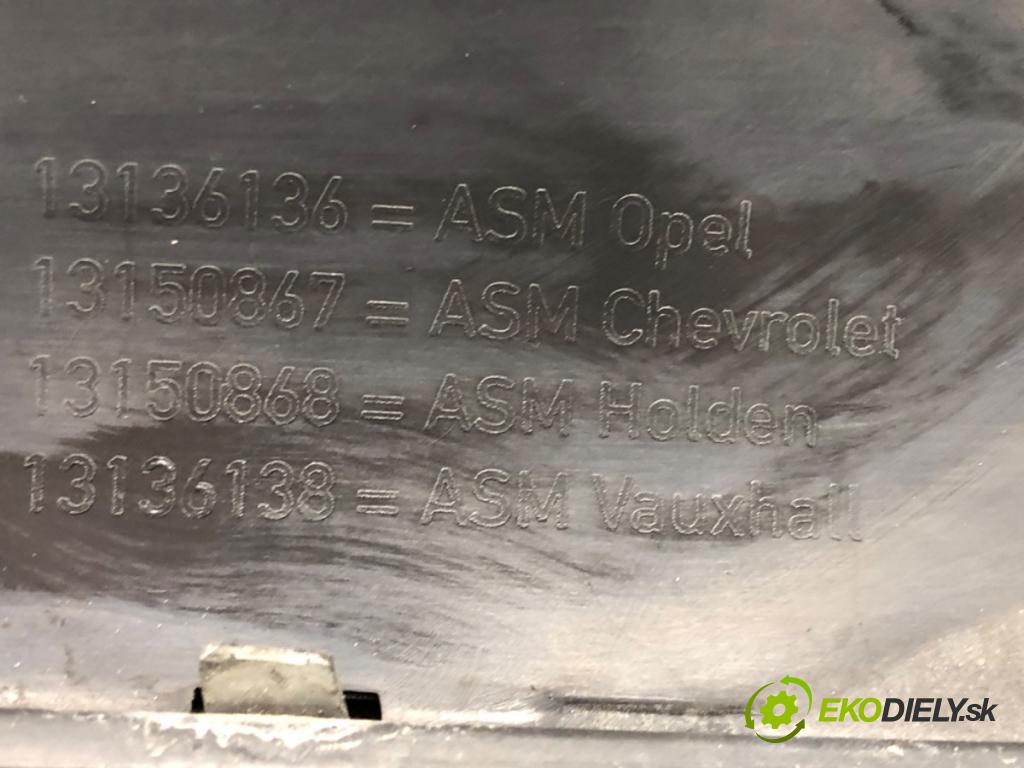 13136136 = ASM Opel
13150867 = ASM Chevrolet
13150868 = ASM Holden
13136138 = ASM Vauxhall
EKODIELY.sk